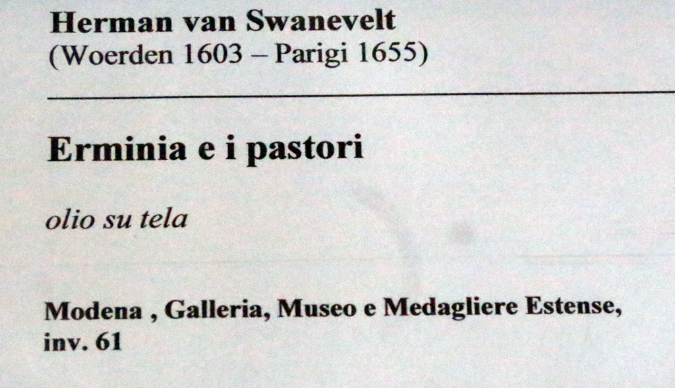 Herman van Swanevelt
(Woerden 1603 – Parigi 1655)
Erminia e i pastori
olio su tela
Modena , Galleria, Museo e Medagliere Estense,
inv. 61